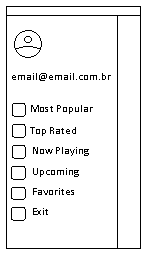 email@email.com.br
Most Popular
Top Rated
Now Playing
Upcoming
Favorites
Exit